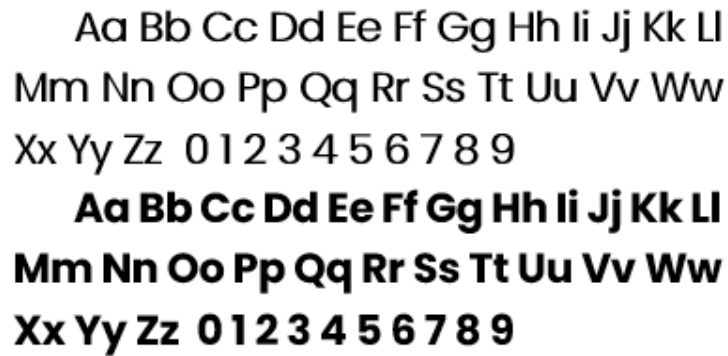 Aa Bb Cc Dd Ee Ff Gg Hh Ii Jj Kk Ll
Mm Nn Oo Pp Qq Rr Ss Tt Uu Vv Ww
Xx Yy Zz 0 1 2 3 4 5 6 7 8 9
Aa Bb Cc Dd Ee Ff Gg Hh Ii Jj Kk Ll
Mm Nn Oo Pp Qq Rr Ss Tt Uu Vv Ww
Xx Yy Zz 0 1 2 3 4 5 6 7 8 9